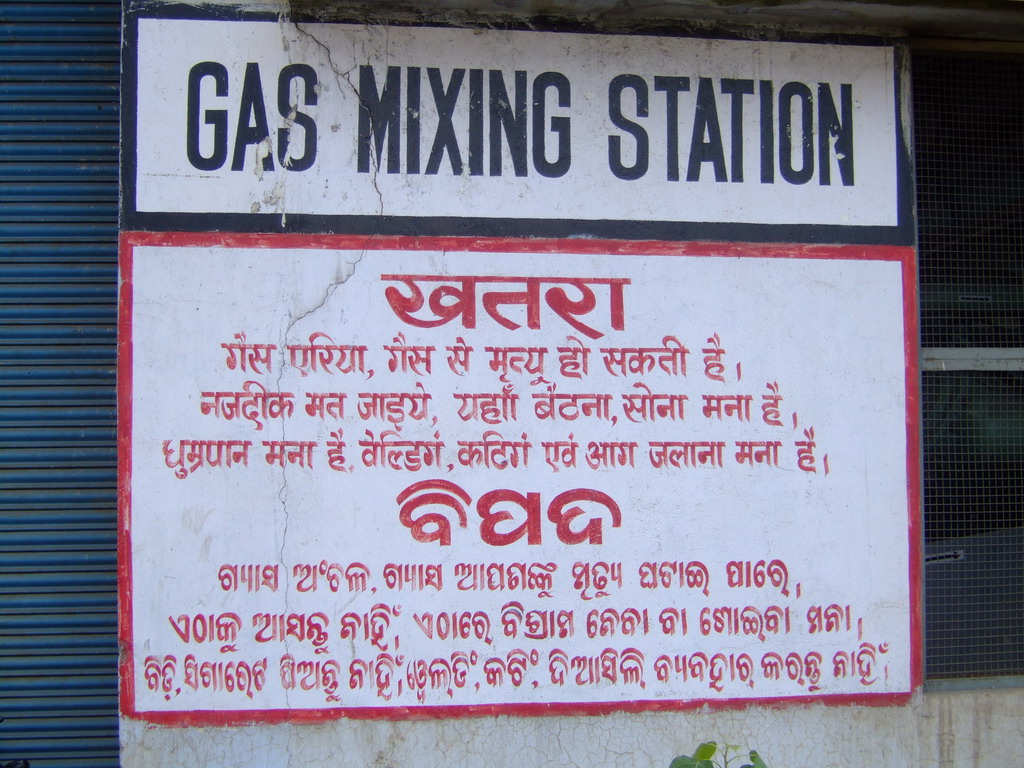 GAS MIXING STATION
खतरा
गैस एरिया, गैस से मृत्यू हो सकती है।
नजदीक मत जाइये, यहाँ बैठना, सोना मना है,
धुम्रपान मना है, वेल्डिगं, कटिगं एवं आग जलाना मना है,
ବିପଦ
ଗ୍ୟାସ ଅଂଚଳ, ଗ୍ୟାସ ଆପଣଙ୍କୁ ମୃତ୍ୟୁ ଘଟାଇ ପାରେ,
ଏଠାକୁ ଆସନ୍ତୁ ନାହିଁ, ଏଠାରେ ବିଶ୍ରାମ ନେବା ବା ଶୋଇବା ମନା,
ବିଡ଼ି, ସିଗାରେଟ ପିଅନ୍ତୁ ନାହିଁ, ୱେଲ୍ଡିଂ, କଟିଂ, ଦିଆସିଲି ବ୍ୟବହାର୍ କରନ୍ତୁ ନାହିଁ